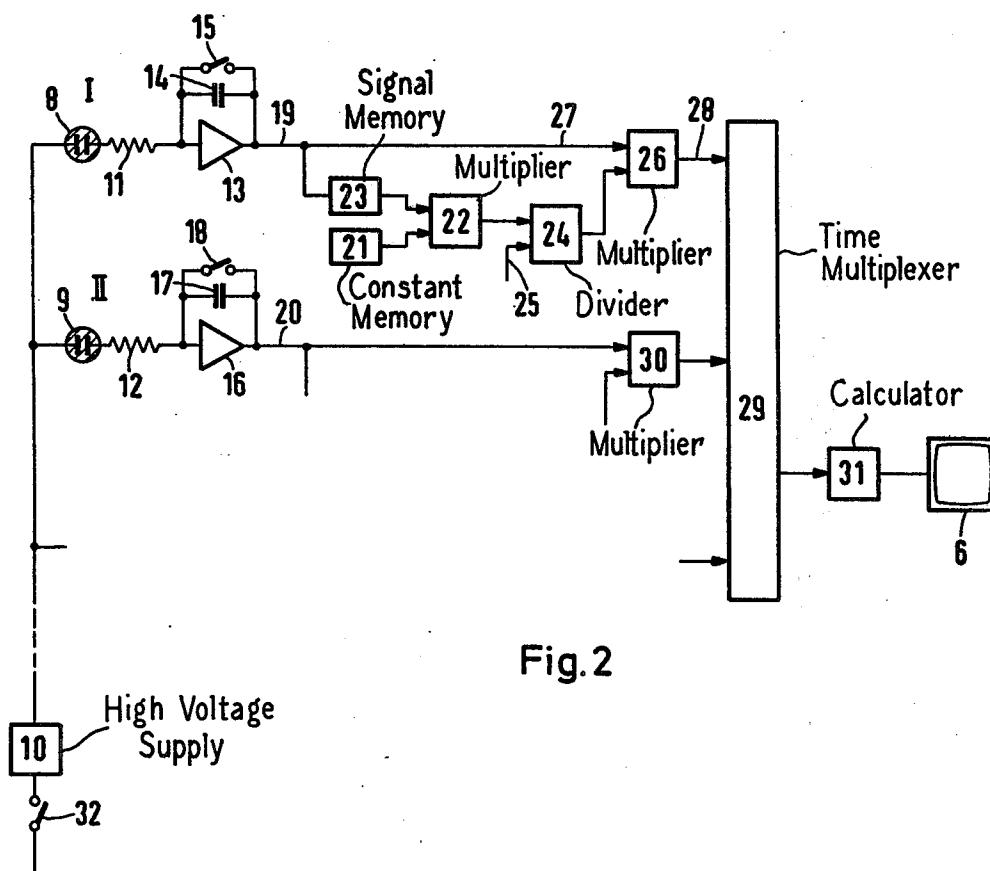 15
I
14
Signal
Memory
8
19
27
28
11
13
23
Multiplier
26
22
24
21
Multiplier
Time
Multiplexer
18
Constant
Memory
25
Divider
II
17
9
20
12
16
30
29
Multiplier
Calculator
31
6
Fig.2
High Voltage
Supply
10
32